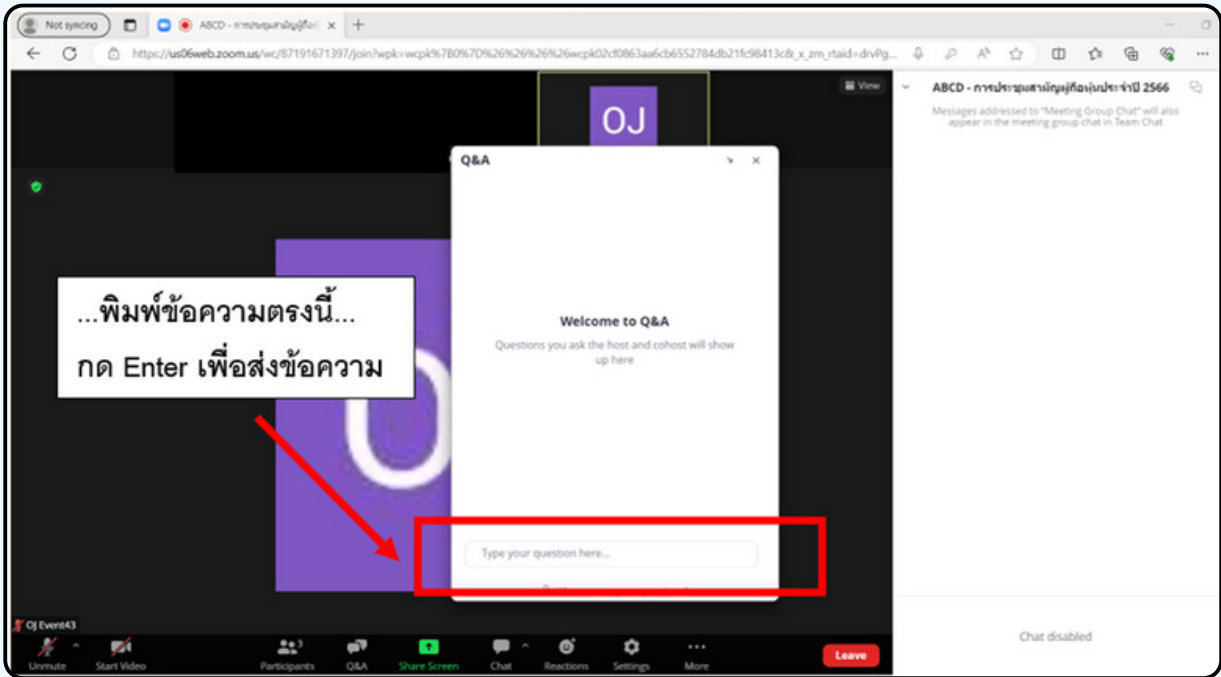 Not syncing
ABCD - การประชุมสามัญผู้ถือ
https://us06web.zoom.us/wc/87191671397/join?wpk=wcpk%7B0%7D%26%26%26%26wcpk02cf0863aa6cb6552784db21fc98413c&_x_zm_rtaid=drvPg...
View
ABCD - การประชุมสามัญผู้ถือหุ้นประจำปี 2566
Messages addressed to "Meeting Group Chat" will also
appear in the meeting group chat in Team Chat
OJ
Q&A
...พิมพ์ข้อความตรงนี้...
กด Enter เพื่อส่งข้อความ
Welcome to Q&A
Questions you ask the host and cohost will show
up here
Type your question here...
OJ Event43
Unmute
Start Video
3
Participants
Q&A
Share Screen
Chat
Reactions
Settings
More
Leave
Chat disabled